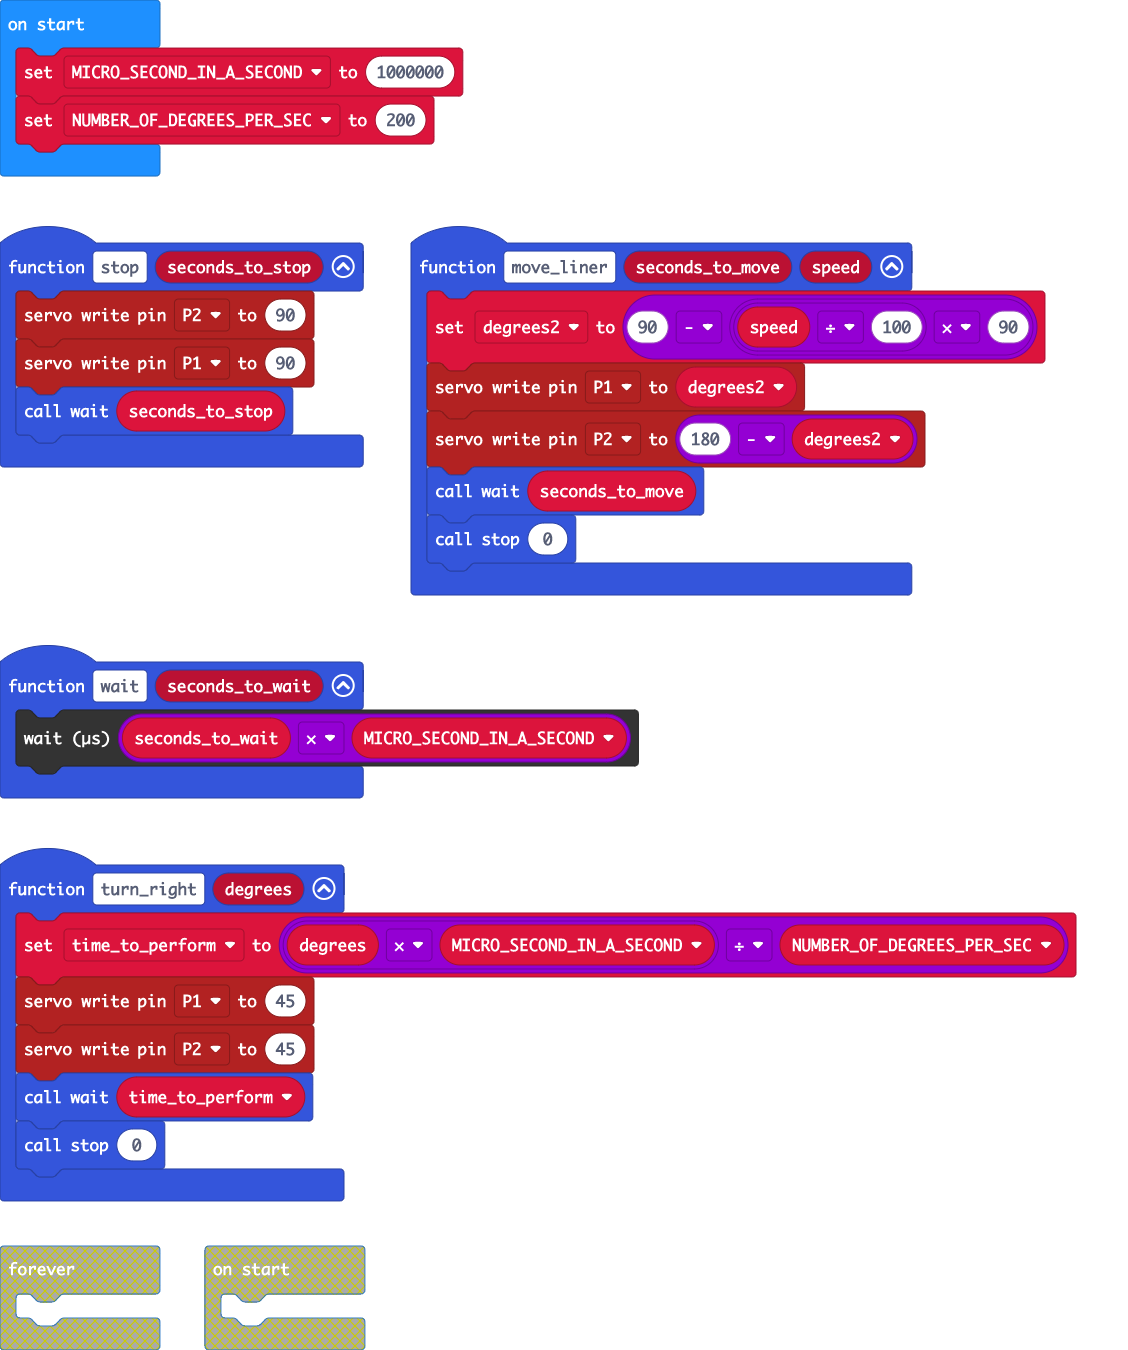 on start
set MICRO_SECOND_IN_A_SECOND to 1000000
set NUMBER_OF_DEGREES_PER_SEC to 200
function stop seconds_to_stop
servo write pin P2 to 90
servo write pin P1 to 90
call wait seconds_to_stop
function move_liner seconds_to_move speed
set degrees2 to 90 - speed ÷ 100 × 90
servo write pin P1 to degrees2
servo write pin P2 to 180 - degrees2
call wait seconds_to_move
call stop 0
function wait seconds_to_wait
wait (µs) seconds_to_wait × MICRO_SECOND_IN_A_SECOND
function turn_right degrees
set time_to_perform to degrees × MICRO_SECOND_IN_A_SECOND ÷ NUMBER_OF_DEGREES_PER_SEC
servo write pin P1 to 45
servo write pin P2 to 45
call wait time_to_perform
call stop 0
forever
on start